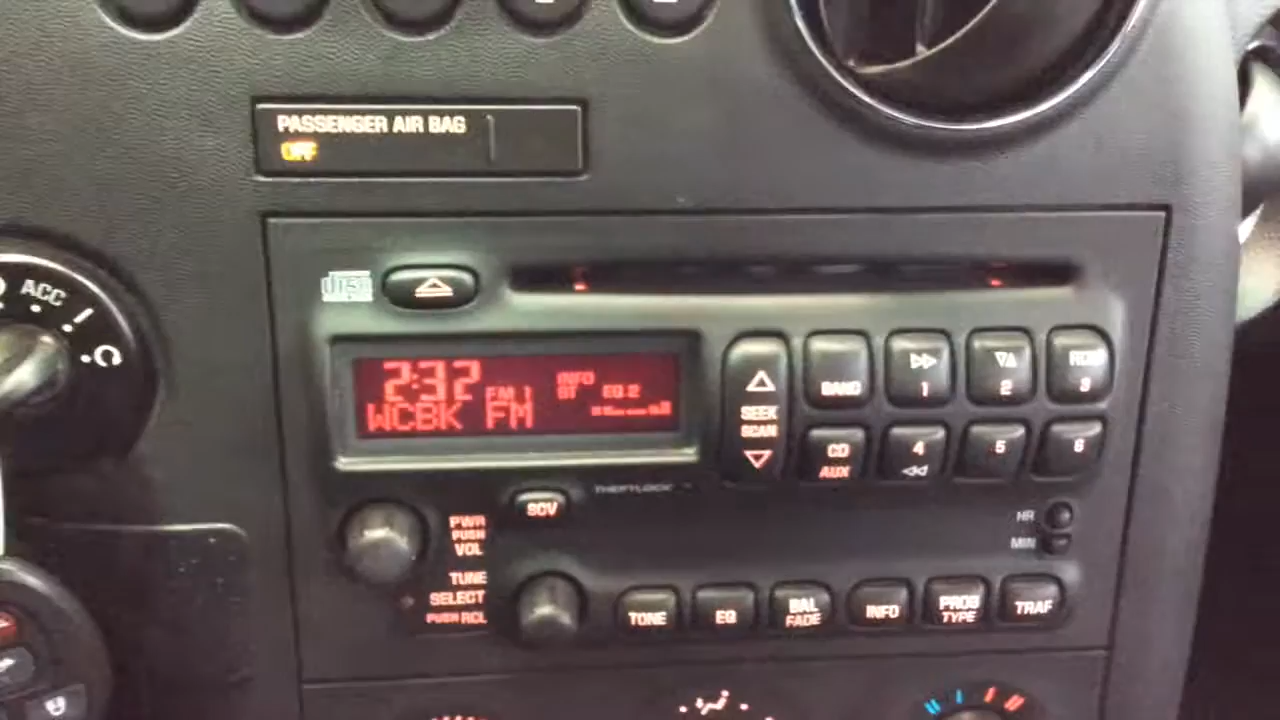 PASSENGER AIR BAG
OFF
ACC
DISC
2:32 FM 1
INFO
ST EQ 2
WCBK FM
SEEK
SCAN
BAND
1
2
RDM
3
CD
AUX
4
5
6
THEFTLOCK
SCV
PWR
PUSH
VOL
HR
MIN
TUNE
SELECT
PUSH RCL
TONE
EQ
BAL
FADE
INFO
PROG
TYPE
TRAF